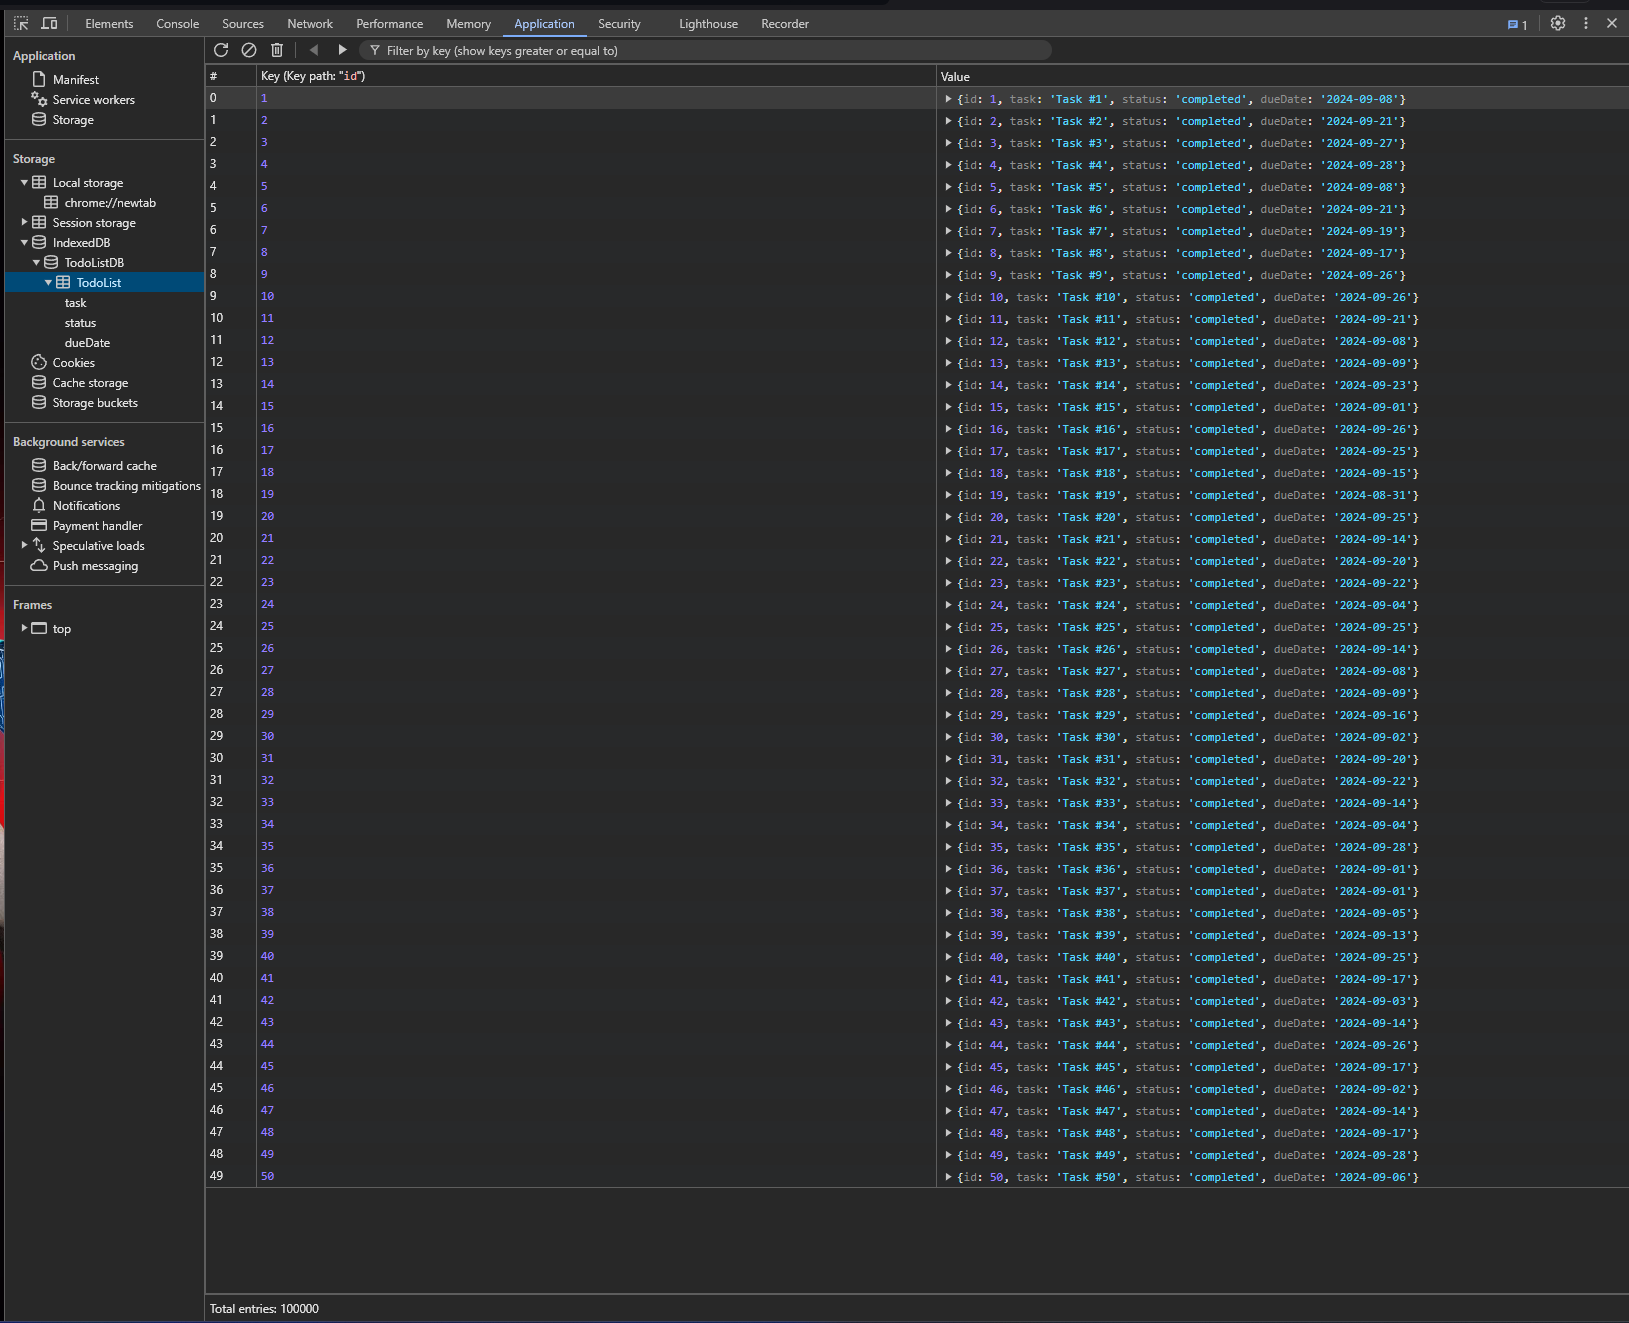 Elements Console Sources Network Performance Memory Application Security Lighthouse Recorder 1
Application
Manifest
Service workers
Storage
Storage
Local storage
chrome://newtab
Session storage
IndexedDB
TodoListDB
TodoList
task
status
dueDate
Cookies
Cache storage
Storage buckets
Background services
Back/forward cache
Bounce tracking mitigations
Notifications
Payment handler
Speculative loads
Push messaging
Frames
top
Filter by key (show keys greater or equal to)
# Key (Key path: "id") Value
0 1 {id: 1, task: 'Task #1', status: 'completed', dueDate: '2024-09-08'}
1 2 {id: 2, task: 'Task #2', status: 'completed', dueDate: '2024-09-21'}
2 3 {id: 3, task: 'Task #3', status: 'completed', dueDate: '2024-09-27'}
3 4 {id: 4, task: 'Task #4', status: 'completed', dueDate: '2024-09-28'}
4 5 {id: 5, task: 'Task #5', status: 'completed', dueDate: '2024-09-08'}
5 6 {id: 6, task: 'Task #6', status: 'completed', dueDate: '2024-09-21'}
6 7 {id: 7, task: 'Task #7', status: 'completed', dueDate: '2024-09-19'}
7 8 {id: 8, task: 'Task #8', status: 'completed', dueDate: '2024-09-17'}
8 9 {id: 9, task: 'Task #9', status: 'completed', dueDate: '2024-09-26'}
9 10 {id: 10, task: 'Task #10', status: 'completed', dueDate: '2024-09-26'}
10 11 {id: 11, task: 'Task #11', status: 'completed', dueDate: '2024-09-21'}
11 12 {id: 12, task: 'Task #12', status: 'completed', dueDate: '2024-09-08'}
12 13 {id: 13, task: 'Task #13', status: 'completed', dueDate: '2024-09-09'}
13 14 {id: 14, task: 'Task #14', status: 'completed', dueDate: '2024-09-23'}
14 15 {id: 15, task: 'Task #15', status: 'completed', dueDate: '2024-09-01'}
15 16 {id: 16, task: 'Task #16', status: 'completed', dueDate: '2024-09-26'}
16 17 {id: 17, task: 'Task #17', status: 'completed', dueDate: '2024-09-25'}
17 18 {id: 18, task: 'Task #18', status: 'completed', dueDate: '2024-09-15'}
18 19 {id: 19, task: 'Task #19', status: 'completed', dueDate: '2024-08-31'}
19 20 {id: 20, task: 'Task #20', status: 'completed', dueDate: '2024-09-25'}
20 21 {id: 21, task: 'Task #21', status: 'completed', dueDate: '2024-09-14'}
21 22 {id: 22, task: 'Task #22', status: 'completed', dueDate: '2024-09-20'}
22 23 {id: 23, task: 'Task #23', status: 'completed', dueDate: '2024-09-22'}
23 24 {id: 24, task: 'Task #24', status: 'completed', dueDate: '2024-09-04'}
24 25 {id: 25, task: 'Task #25', status: 'completed', dueDate: '2024-09-25'}
25 26 {id: 26, task: 'Task #26', status: 'completed', dueDate: '2024-09-14'}
26 27 {id: 27, task: 'Task #27', status: 'completed', dueDate: '2024-09-08'}
27 28 {id: 28, task: 'Task #28', status: 'completed', dueDate: '2024-09-09'}
28 29 {id: 29, task: 'Task #29', status: 'completed', dueDate: '2024-09-16'}
29 30 {id: 30, task: 'Task #30', status: 'completed', dueDate: '2024-09-02'}
30 31 {id: 31, task: 'Task #31', status: 'completed', dueDate: '2024-09-20'}
31 32 {id: 32, task: 'Task #32', status: 'completed', dueDate: '2024-09-22'}
32 33 {id: 33, task: 'Task #33', status: 'completed', dueDate: '2024-09-14'}
33 34 {id: 34, task: 'Task #34', status: 'completed', dueDate: '2024-09-04'}
34 35 {id: 35, task: 'Task #35', status: 'completed', dueDate: '2024-09-28'}
35 36 {id: 36, task: 'Task #36', status: 'completed', dueDate: '2024-09-01'}
36 37 {id: 37, task: 'Task #37', status: 'completed', dueDate: '2024-09-01'}
37 38 {id: 38, task: 'Task #38', status: 'completed', dueDate: '2024-09-05'}
38 39 {id: 39, task: 'Task #39', status: 'completed', dueDate: '2024-09-13'}
39 40 {id: 40, task: 'Task #40', status: 'completed', dueDate: '2024-09-25'}
40 41 {id: 41, task: 'Task #41', status: 'completed', dueDate: '2024-09-17'}
41 42 {id: 42, task: 'Task #42', status: 'completed', dueDate: '2024-09-03'}
42 43 {id: 43, task: 'Task #43', status: 'completed', dueDate: '2024-09-14'}
43 44 {id: 44, task: 'Task #44', status: 'completed', dueDate: '2024-09-26'}
44 45 {id: 45, task: 'Task #45', status: 'completed', dueDate: '2024-09-17'}
45 46 {id: 46, task: 'Task #46', status: 'completed', dueDate: '2024-09-02'}
46 47 {id: 47, task: 'Task #47', status: 'completed', dueDate: '2024-09-14'}
47 48 {id: 48, task: 'Task #48', status: 'completed', dueDate: '2024-09-17'}
48 49 {id: 49, task: 'Task #49', status: 'completed', dueDate: '2024-09-28'}
49 50 {id: 50, task: 'Task #50', status: 'completed', dueDate: '2024-09-06'}
Total entries: 100000